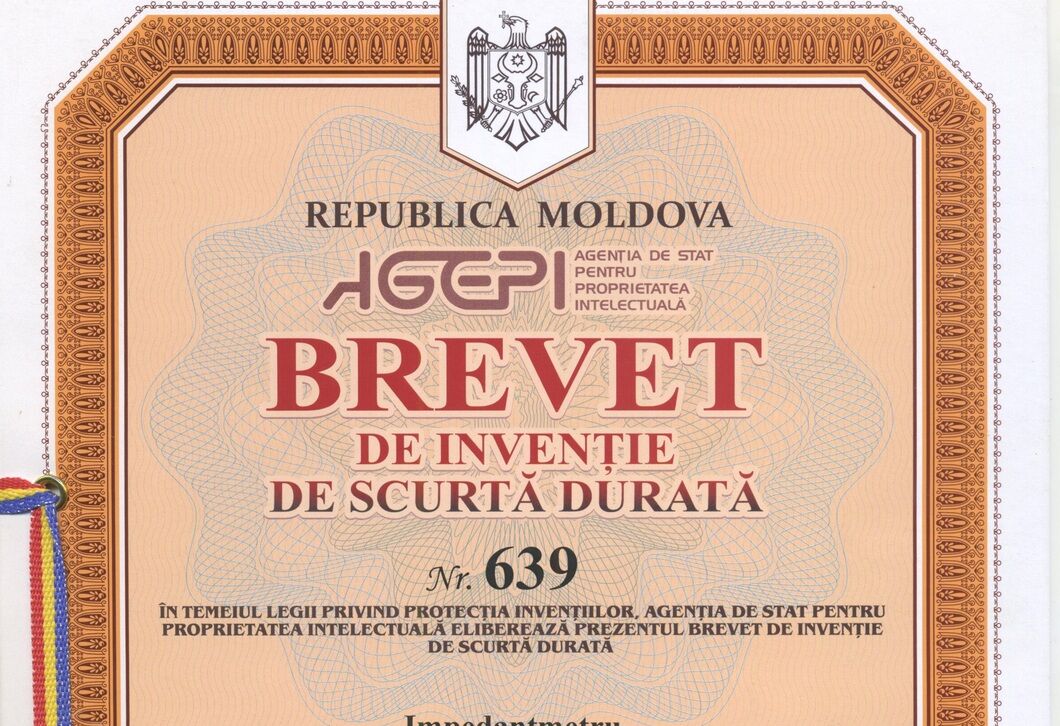 REPUBLICA MOLDOVA
AGEPI
AGENȚIA DE STAT
PENTRU
PROPRIETATEA
INTELECTUALĂ
BREVET
DE INVENȚIE
DE SCURTĂ DURATĂ
Nr. 639
ÎN TEMEIUL LEGII PRIVIND PROTECȚIA INVENȚIILOR, AGENȚIA DE STAT PENTRU
PROPRIETATEA INTELECTUALĂ ELIBEREAZĂ PREZENTUL BREVET DE INVENȚIE
DE SCURTĂ DURATĂ
Impedantmetru